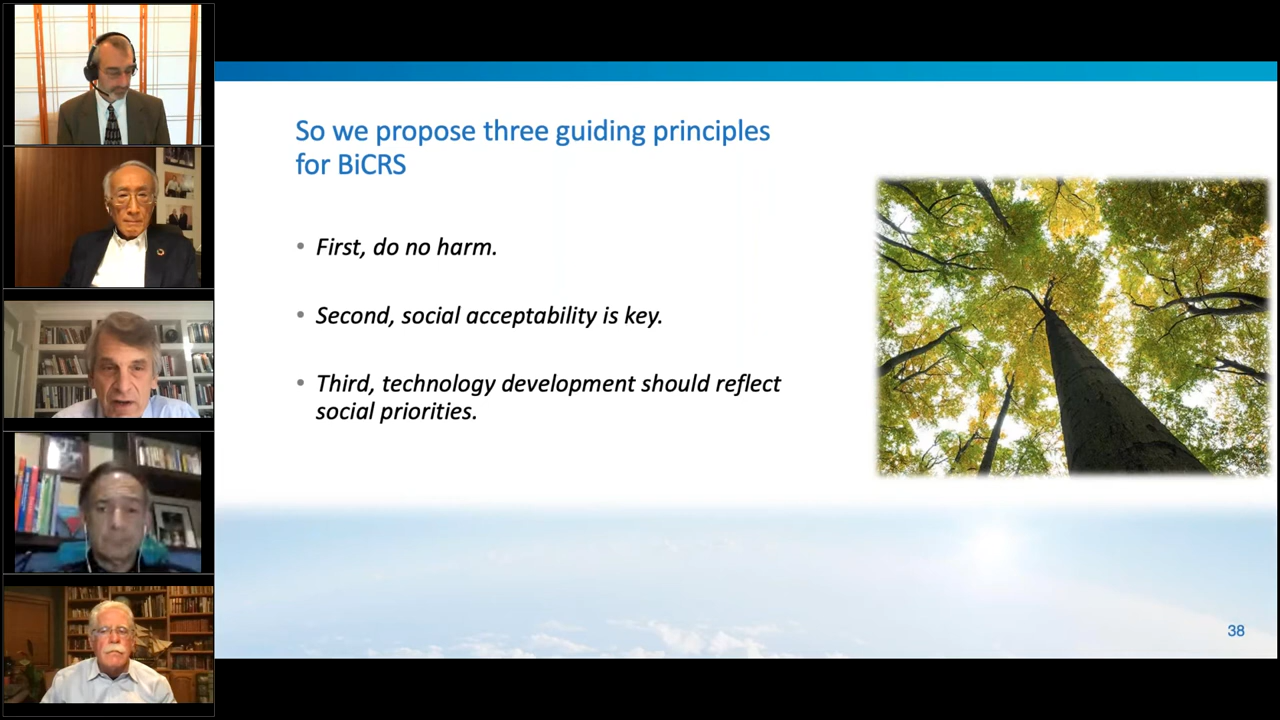 So we propose three guiding principles
for BiCRS
• First, do no harm.
• Second, social acceptability is key.
• Third, technology development should reflect
social priorities.
38